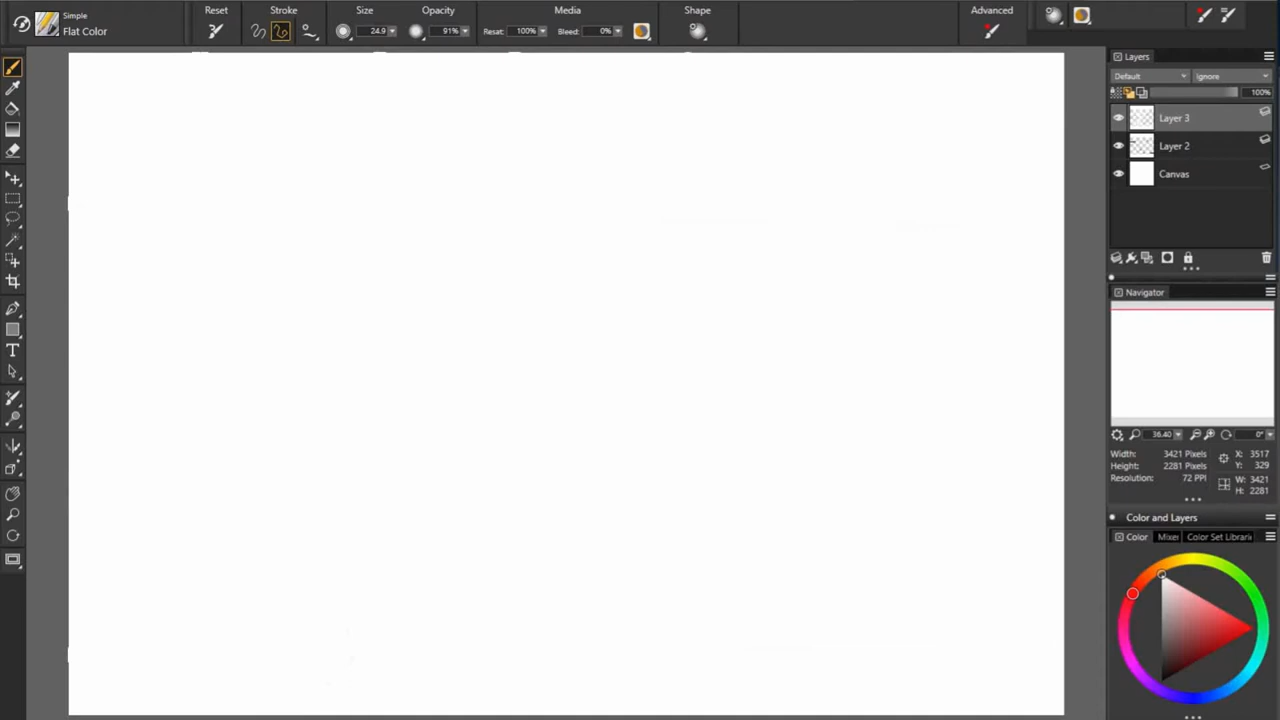 Simple
Flat Color
Reset
Stroke
Size
24.9
Opacity
91%
Media
Resat: 100%
Bleed: 0%
Shape
Advanced
Layers
Default
Ignore
100%
Layer 3
Layer 2
Canvas
Navigator
36.40
0°
Width: 3421 Pixels
Height: 2281 Pixels
Resolution: 72 PPI
X: 3517
Y: 329
W: 3421
H: 2281
Color and Layers
Color
Mixer
Color Set Librari